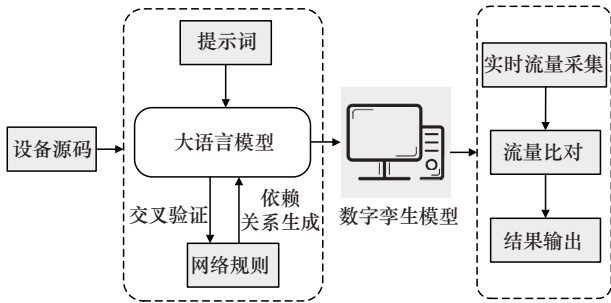 提示词
设备源码
大语言模型
交叉验证
依赖
关系生成
网络规则
数字孪生模型
实时流量采集
流量比对
结果输出